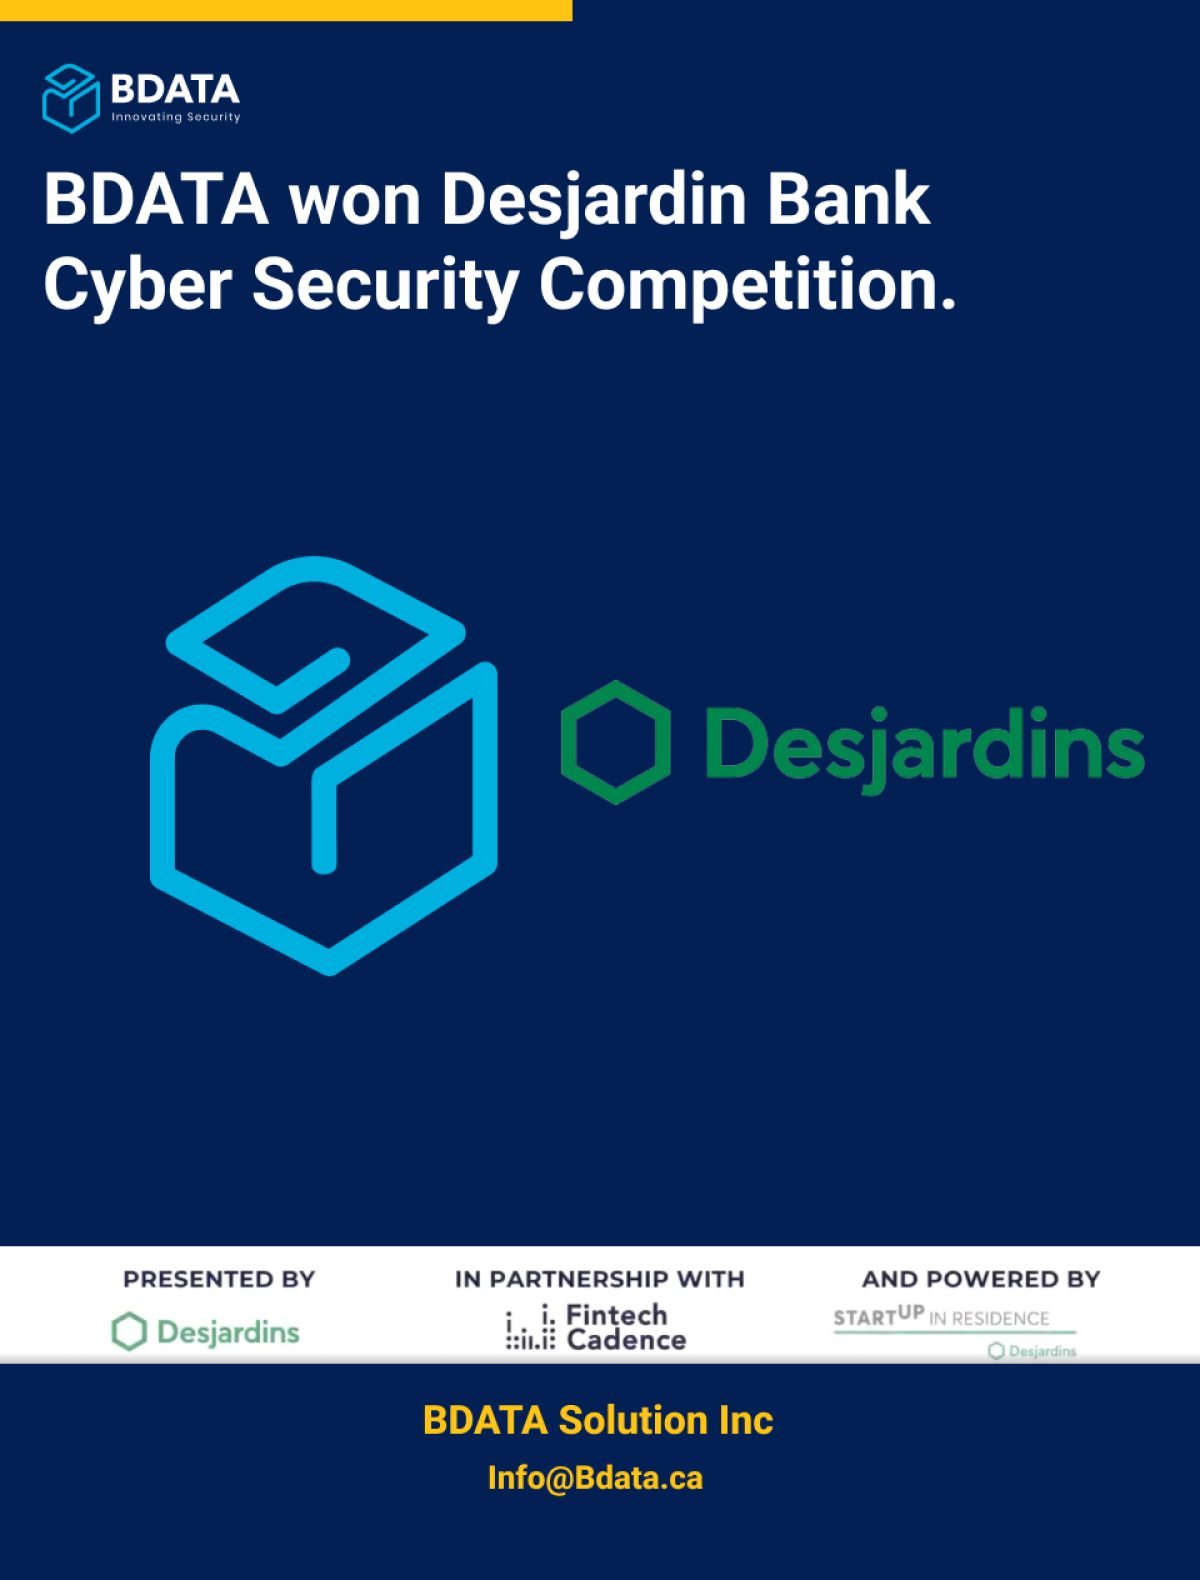 BDATA
Innovating Security
BDATA won Desjardin Bank
Cyber Security Competition.
Desjardins
PRESENTED BY
Desjardins
IN PARTNERSHIP WITH
Fintech
Cadence
AND POWERED BY
STARTUP IN RESIDENCE
Desjardins
BDATA Solution Inc
Info@Bdata.ca